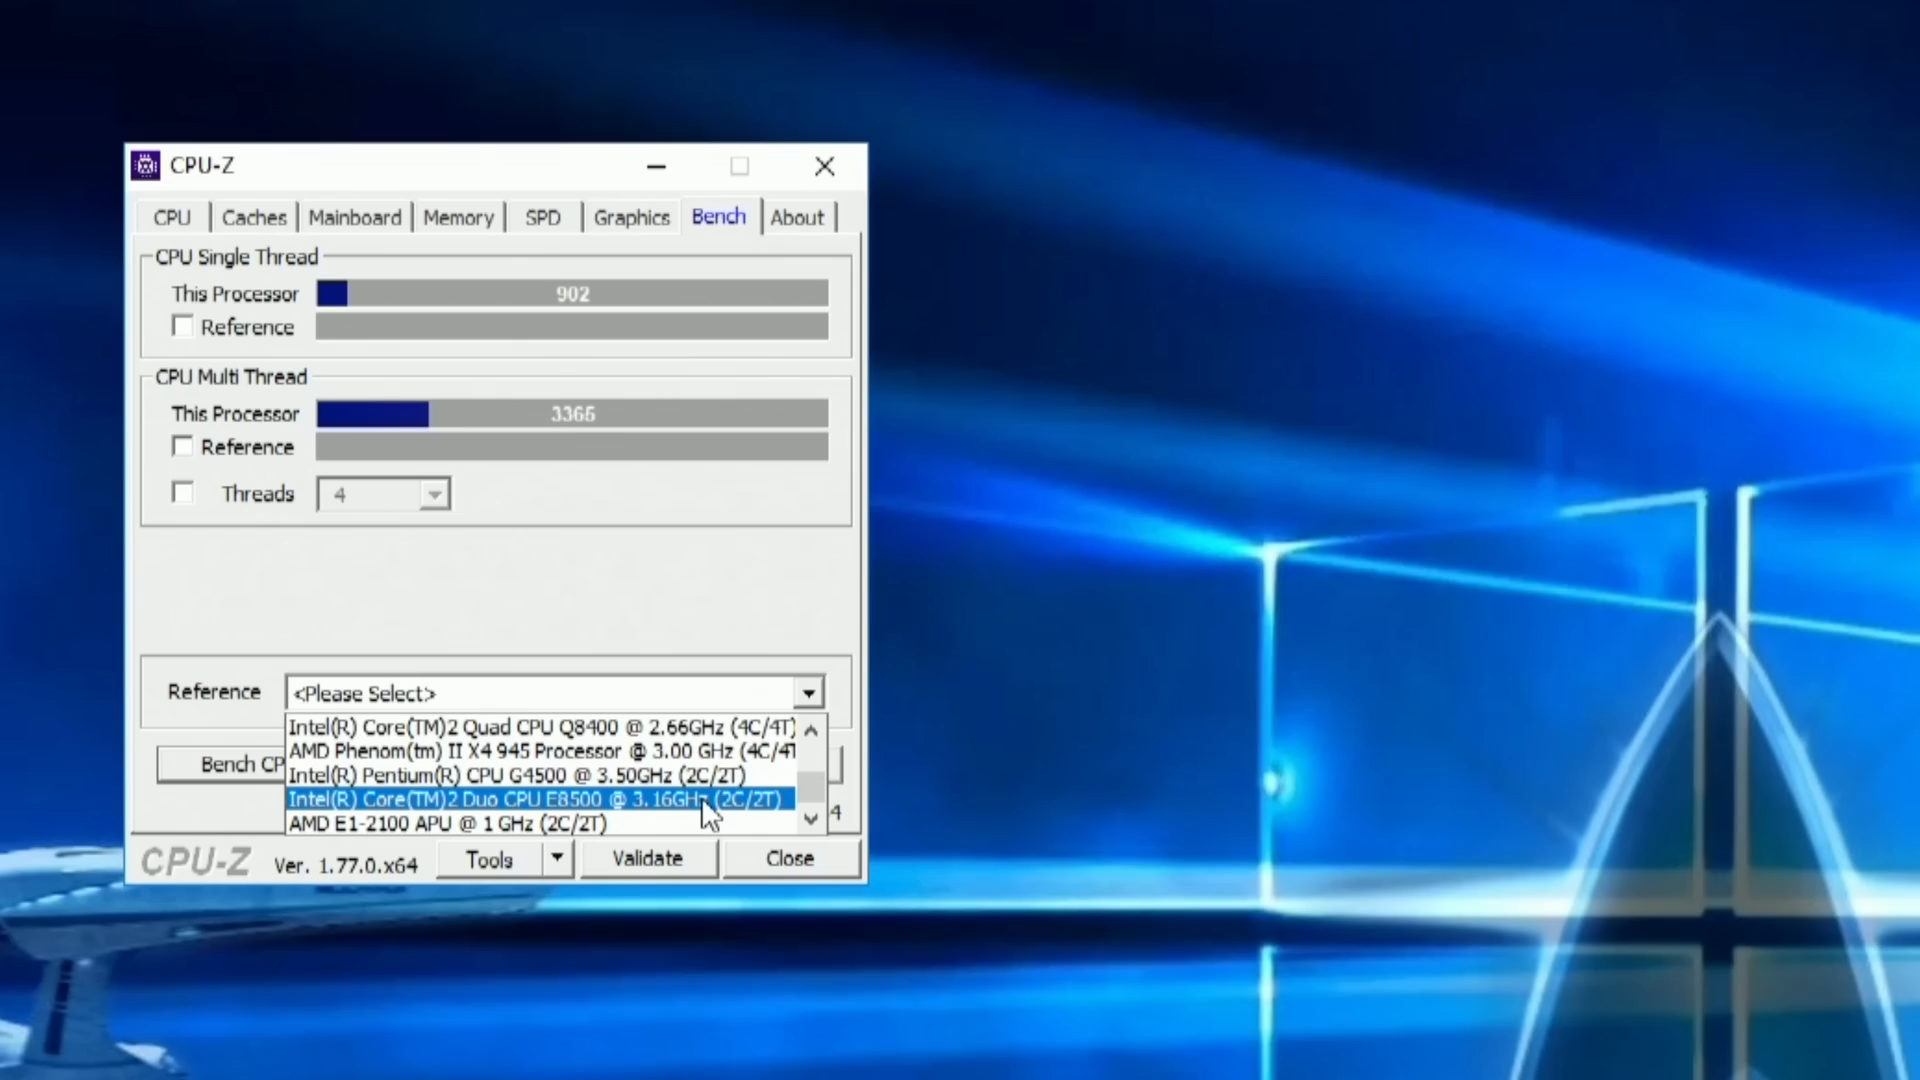 CPU-Z
CPU Caches Mainboard Memory SPD Graphics Bench About
CPU Single Thread
This Processor 902
Reference
CPU Multi Thread
This Processor 3365
Reference
Threads 4
Reference <Please Select>
Intel(R) Core(TM)2 Quad CPU Q8400 @ 2.66GHz (4C/4T)
AMD Phenom(tm) II X4 945 Processor @ 3.00 GHz (4C/4T
Bench CP
Intel(R) Pentium(R) CPU G4500 @ 3.50GHz (2C/2T)
Intel(R) Core(TM)2 Duo CPU E8500 @ 3.16GHz (2C/2T)
4
AMD E1-2100 APU @ 1 GHz (2C/2T)
CPU-Z Ver. 1.77.0.x64 Tools Validate Close